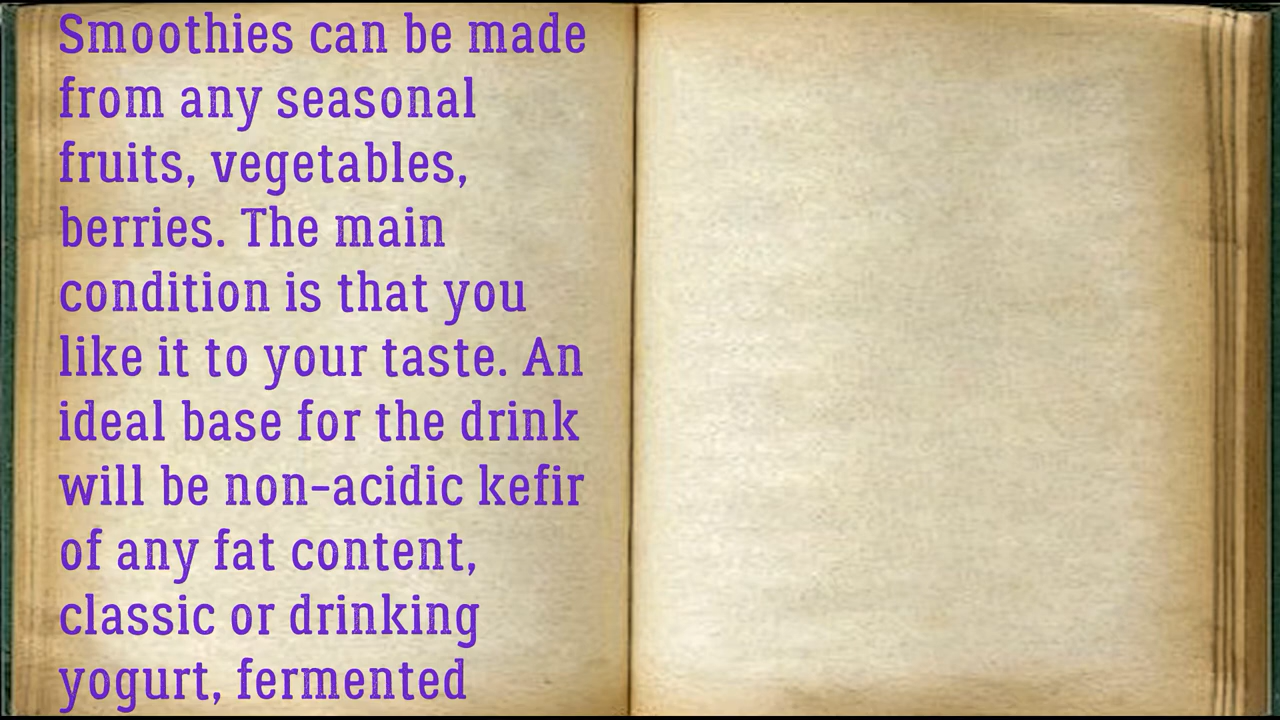 Smoothies can be made
from any seasonal
fruits, vegetables,
berries. The main
condition is that you
like it to your taste. An
ideal base for the drink
will be non-acidic kefir
of any fat content,
classic or drinking
yogurt, fermented